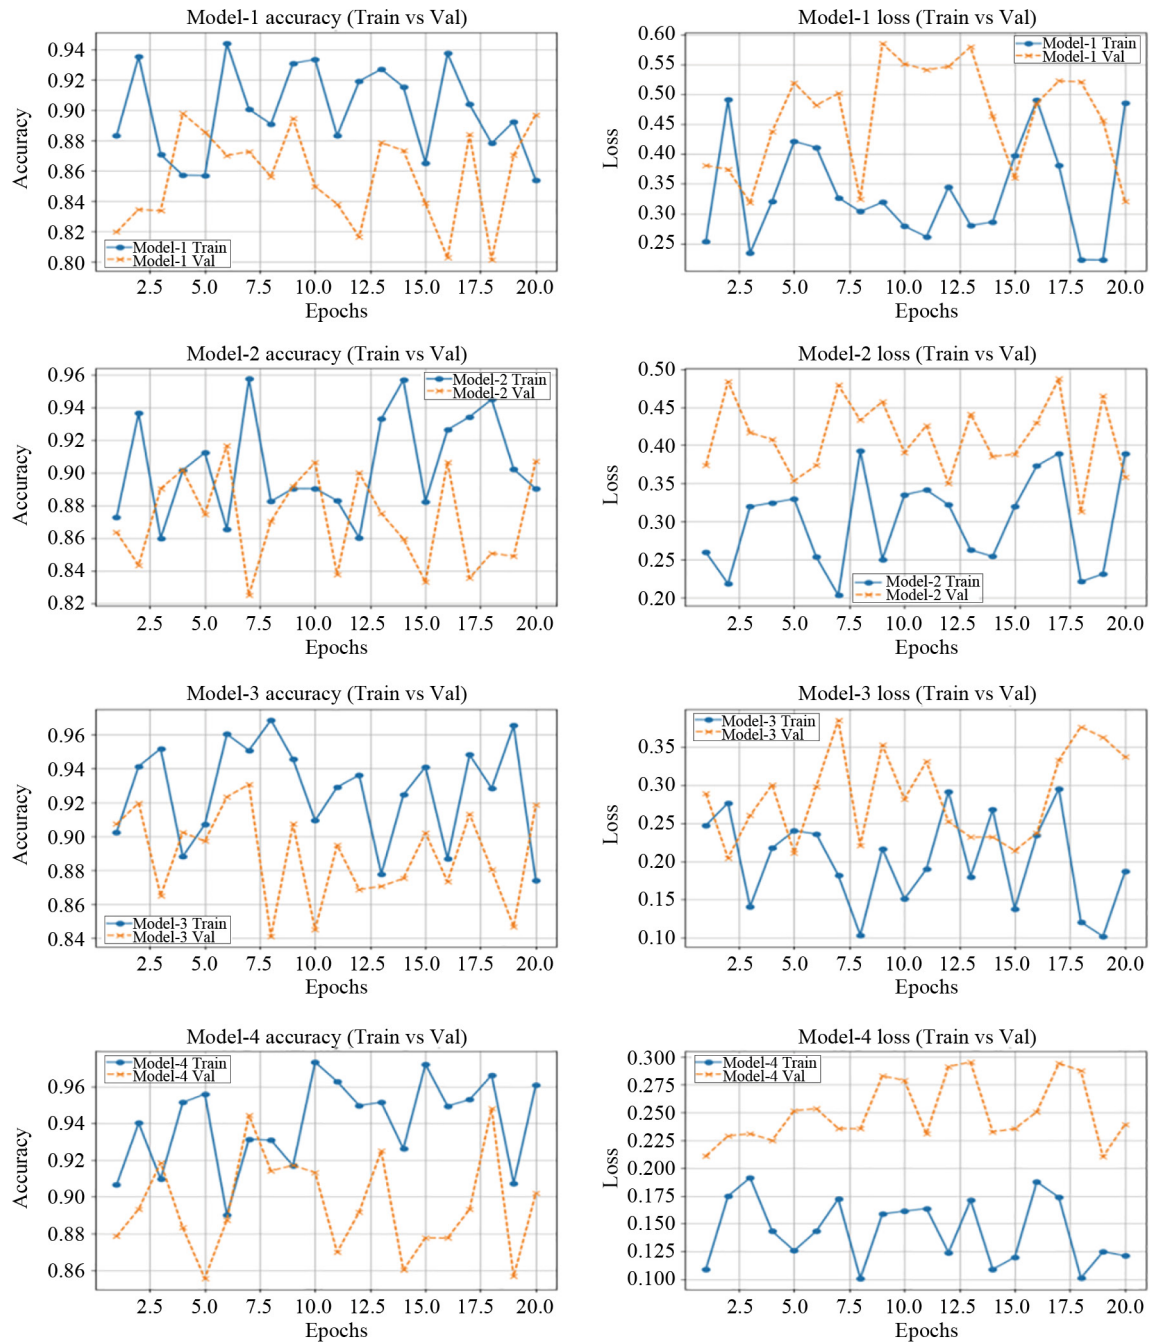 Model-1 accuracy (Train vs Val)
0.94
0.92
0.90
0.88
0.86
0.84
0.82
0.80
Accuracy
Model-1 Train
Model-1 Val
2.5 5.0 7.5 10.0 12.5 15.0 17.5 20.0
Epochs
Model-1 loss (Train vs Val)
0.60
0.55
0.50
0.45
0.40
0.35
0.30
0.25
Loss
Model-1 Train
Model-1 Val
2.5 5.0 7.5 10.0 12.5 15.0 17.5 20.0
Epochs
Model-2 accuracy (Train vs Val)
0.96
0.94
0.92
0.90
0.88
0.86
0.84
0.82
Accuracy
Model-2 Train
Model-2 Val
2.5 5.0 7.5 10.0 12.5 15.0 17.5 20.0
Epochs
Model-2 loss (Train vs Val)
0.50
0.45
0.40
0.35
0.30
0.25
0.20
Loss
Model-2 Train
Model-2 Val
2.5 5.0 7.5 10.0 12.5 15.0 17.5 20.0
Epochs
Model-3 accuracy (Train vs Val)
0.96
0.94
0.92
0.90
0.88
0.86
0.84
Accuracy
Model-3 Train
Model-3 Val
2.5 5.0 7.5 10.0 12.5 15.0 17.5 20.0
Epochs
Model-3 loss (Train vs Val)
0.35
0.30
0.25
0.20
0.15
0.10
Loss
Model-3 Train
Model-3 Val
2.5 5.0 7.5 10.0 12.5 15.0 17.5 20.0
Epochs
Model-4 accuracy (Train vs Val)
0.96
0.94
0.92
0.90
0.88
0.86
Accuracy
Model-4 Train
Model-4 Val
2.5 5.0 7.5 10.0 12.5 15.0 17.5 20.0
Epochs
Model-4 loss (Train vs Val)
0.300
0.275
0.250
0.225
0.200
0.175
0.150
0.125
0.100
Loss
Model-4 Train
Model-4 Val
2.5 5.0 7.5 10.0 12.5 15.0 17.5 20.0
Epochs